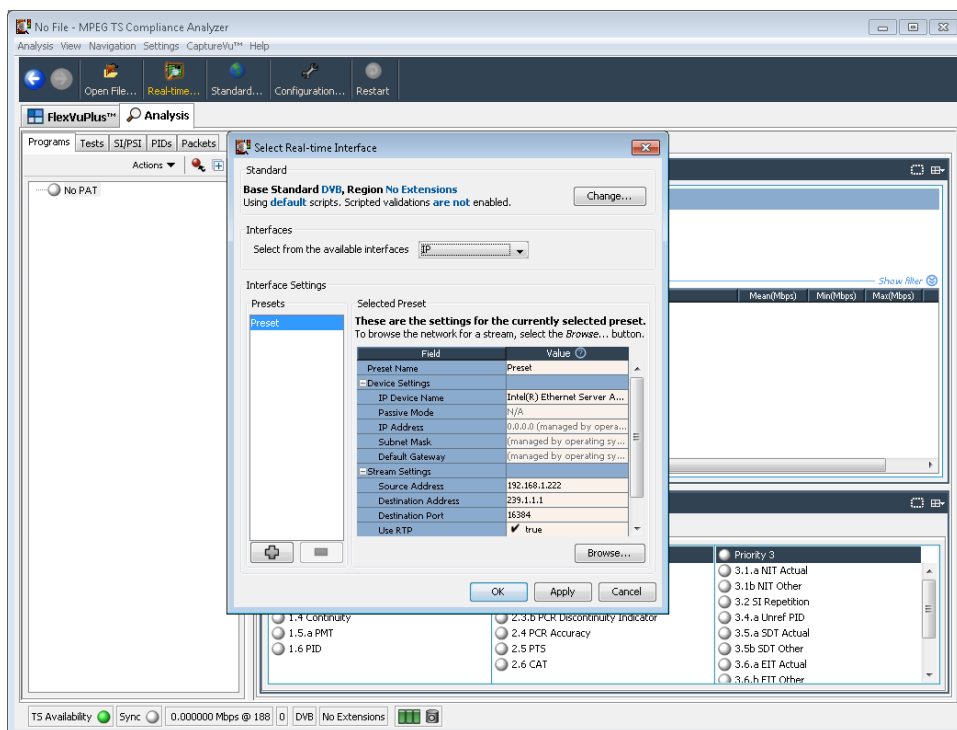 No File - MPEG TS Compliance Analyzer
Analysis View Navigation Settings CaptureVu™ Help
Open File... Real-time... Standard... Configuration... Restart
FlexVuPlus™ Analysis
Programs Tests SI/PSI PIDs Packets
Actions
No PAT
Select Real-time Interface
Standard
Base Standard DVB, Region No Extensions
Using default scripts. Scripted validations are not enabled.
Change...
Interfaces
Select from the available interfaces IP
Interface Settings
Presets
Preset
Selected Preset
These are the settings for the currently selected preset.
To browse the network for a stream, select the Browse... button.
Field Value
Preset Name Preset
Device Settings
IP Device Name Intel(R) Ethernet Server A...
Passive Mode N/A
IP Address 0.0.0.0 (managed by opera...
Subnet Mask (managed by operating sy...
Default Gateway (managed by operating sy...
Stream Settings
Source Address 192.168.1.222
Destination Address 239.1.1.1
Destination Port 16384
Use RTP true
Browse...
OK Apply Cancel
Show filter
Mean(Mbps) Min(Mbps) Max(Mbps)
1.4 Continuity
1.5.a PMT
1.6 PID
2.3.b PCR Discontinuity Indicator
2.4 PCR Accuracy
2.5 PTS
2.6 CAT
Priority 3
3.1.a NIT Actual
3.1b NIT Other
3.2 SI Repetition
3.4.a Unref PID
3.5.a SDT Actual
3.5b SDT Other
3.6.a EIT Actual
3.6.b EIT Other
TS Availability Sync 0.000000 Mbps @ 188 0 DVB No Extensions